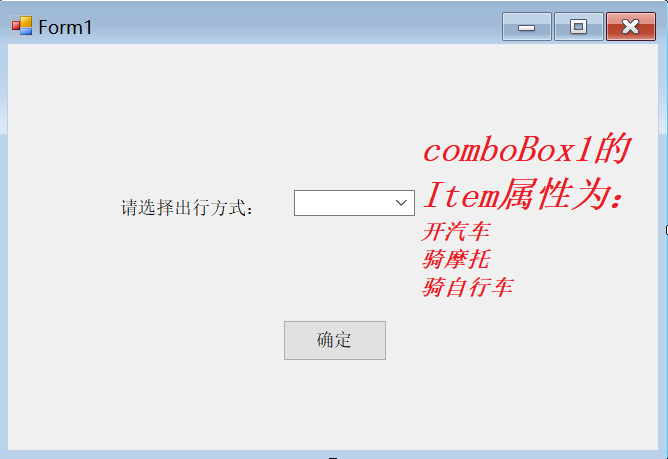 Form1
comboBox1的
Item属性为：
请选择出行方式：
开汽车
骑摩托
骑自行车
确定